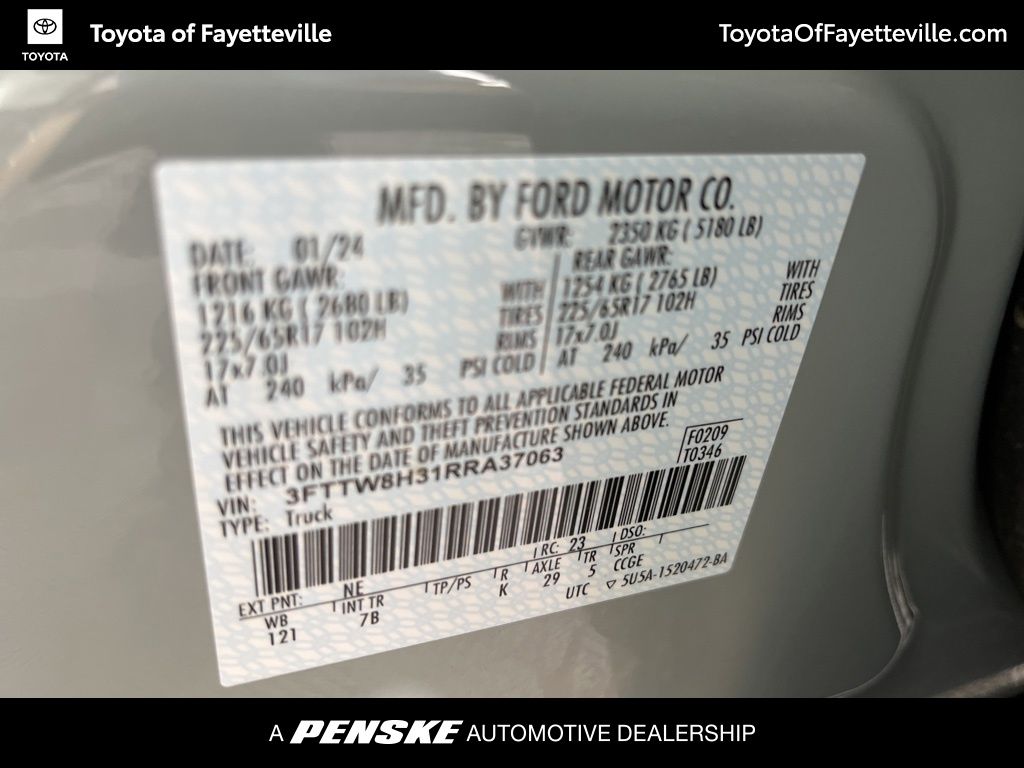 TOYOTA
Toyota of Fayetteville
ToyotaOfFayetteville.com
MFD. BY FORD MOTOR CO.
DATE: 01/24
GVWR: 2350 KG ( 5180 LB)
FRONT GAWR:
1216 KG ( 2680 LB)
WITH
225/65R17 102H
TIRES
17x7.0J
RIMS
AT 240 kPa/ 35 PSI COLD
REAR GAWR:
1254 KG ( 2765 LB)
WITH
225/65R17 102H
TIRES
17x7.0J
RIMS
AT 240 kPa/ 35 PSI COLD
THIS VEHICLE CONFORMS TO ALL APPLICABLE FEDERAL MOTOR
VEHICLE SAFETY AND THEFT PREVENTION STANDARDS IN
EFFECT ON THE DATE OF MANUFACTURE SHOWN ABOVE.
VIN: 3FTTW8H31RRA37063
F0209
T0346
TYPE: Truck
EXT PNT: NE
RC: 23
DSO:
WB
INT TR
TP/PS
R
AXLE
TR
SPR
121
7B
K
29
5
CCGE
UTC
▽ 5U5A-1520472-BA
A PENSKE AUTOMOTIVE DEALERSHIP